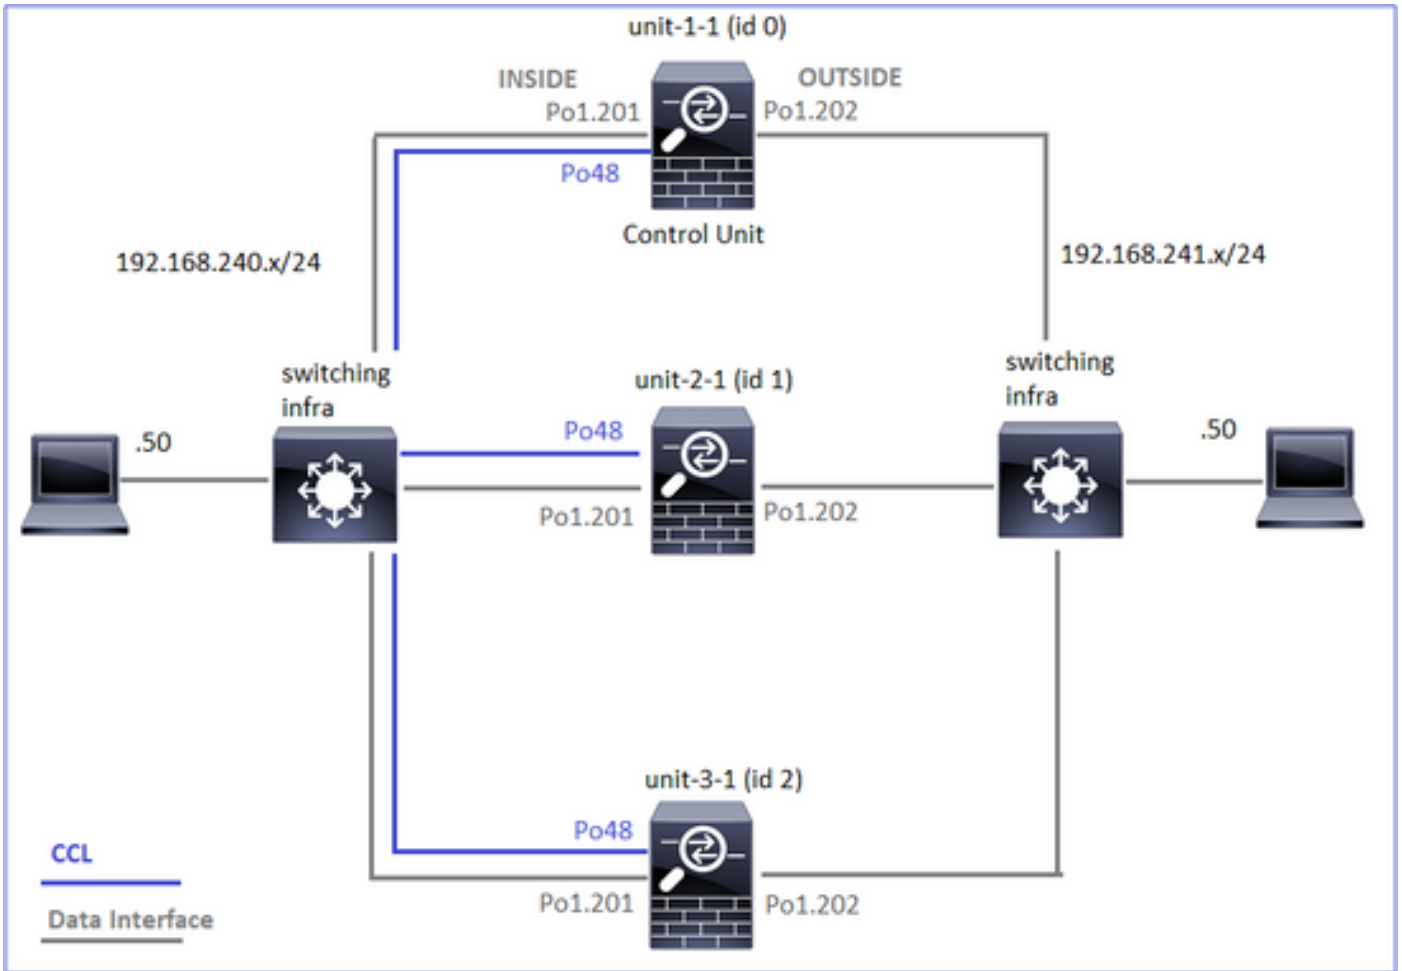 unit-1-1 (id 0)
INSIDE
OUTSIDE
Po1.201
Po1.202
Po48
Control Unit
192.168.240.x/24
192.168.241.x/24
switching
infra
unit-2-1 (id 1)
switching
infra
.50
Po48
.50
Po1.201
Po1.202
unit-3-1 (id 2)
Po48
CCL
Po1.201
Po1.202
Data Interface